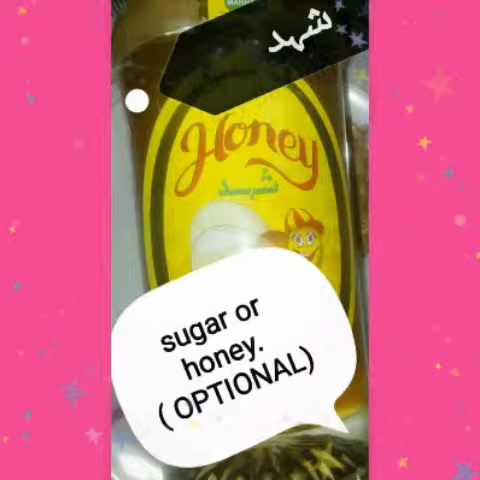 شہد
Honey
شہد
sugar or
honey.
( OPTIONAL)